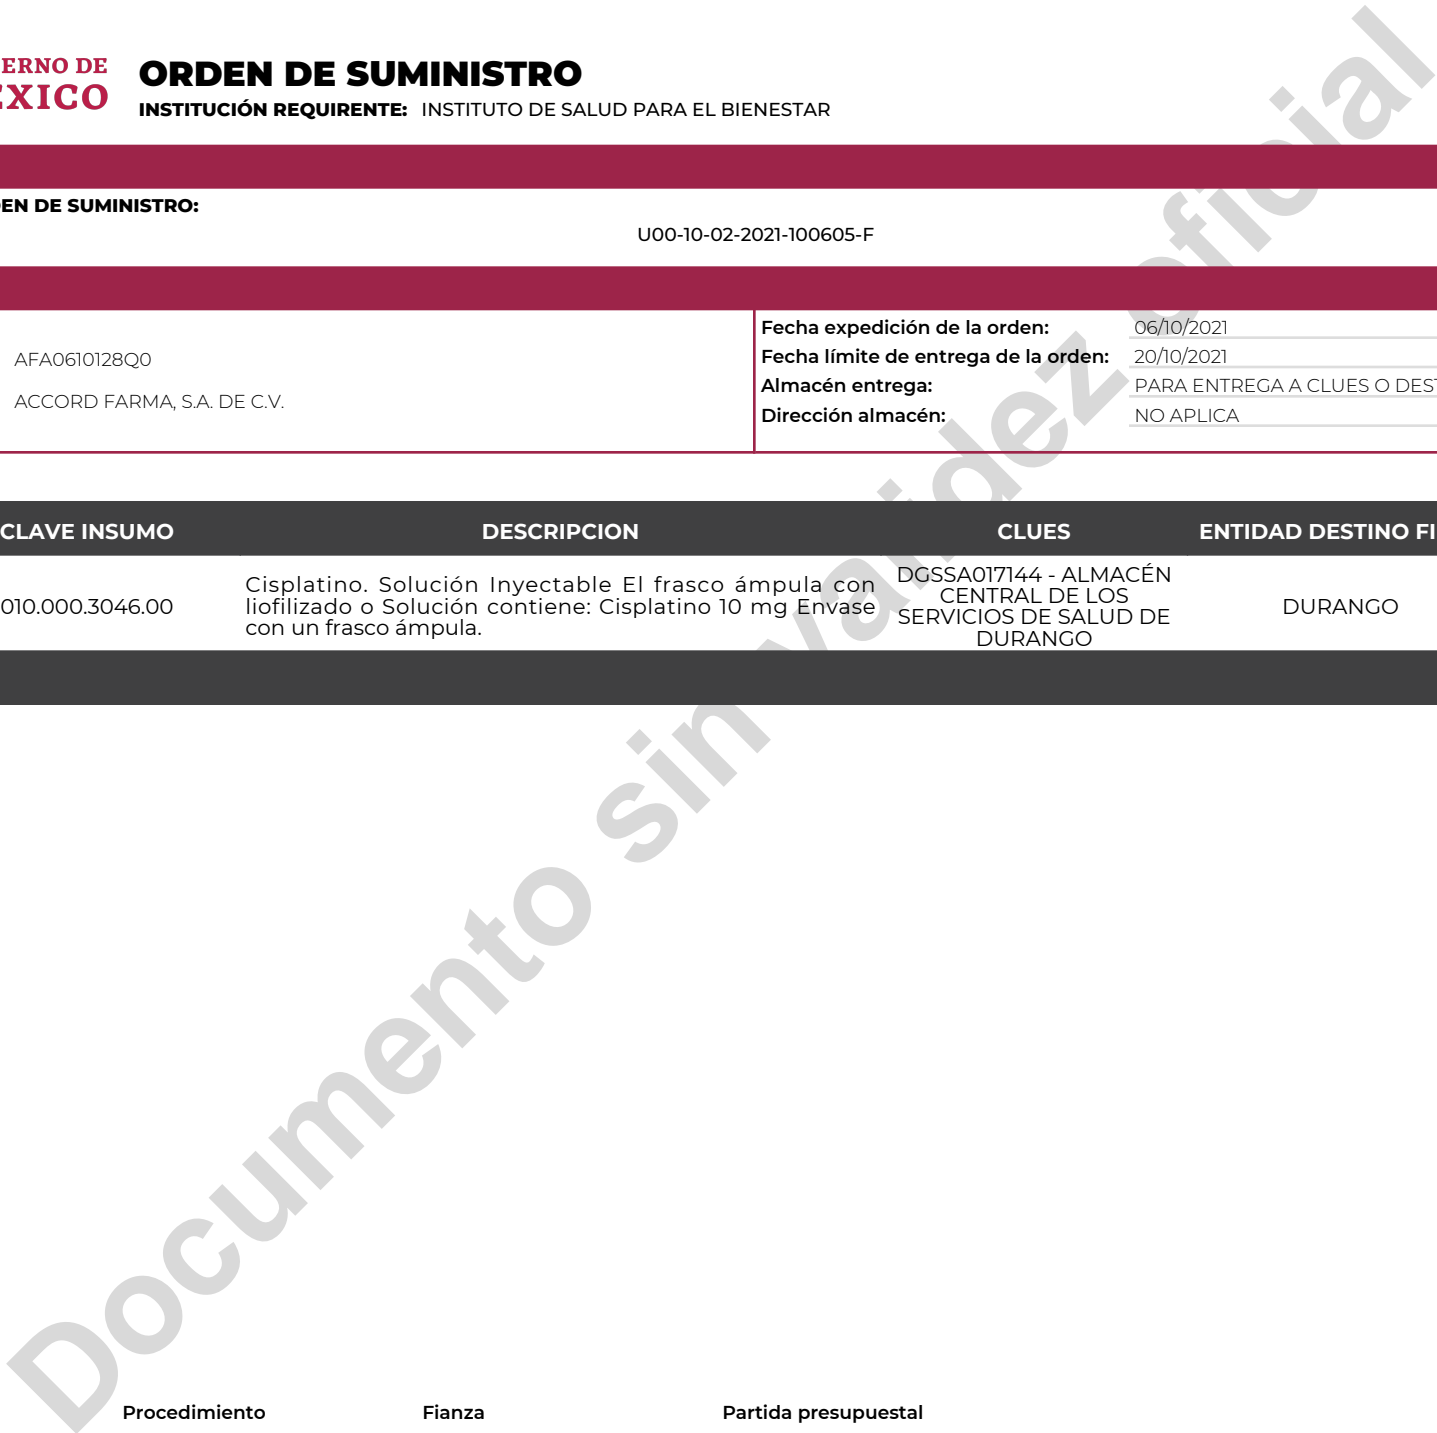 ERNO DE
EXICO
ORDEN DE SUMINISTRO
INSTITUCIÓN REQUIRENTE: INSTITUTO DE SALUD PARA EL BIENESTAR
EN DE SUMINISTRO:
U00-10-02-2021-100605-F
AFA0610128Q0
ACCORD FARMA, S.A. DE C.V.
Fecha expedición de la orden: 06/10/2021
Fecha límite de entrega de la orden: 20/10/2021
Almacén entrega: PARA ENTREGA A CLUES O DEST
Dirección almacén: NO APLICA
CLAVE INSUMO DESCRIPCION CLUES ENTIDAD DESTINO FI
010.000.3046.00
Cisplatino. Solución Inyectable El frasco ámpula con
liofilizado o Solución contiene: Cisplatino 10 mg Envase
con un frasco ámpula.
DGSSA017144 - ALMACÉN
CENTRAL DE LOS
SERVICIOS DE SALUD DE
DURANGO
DURANGO
Documento sin validez oficial
Procedimiento Fianza Partida presupuestal